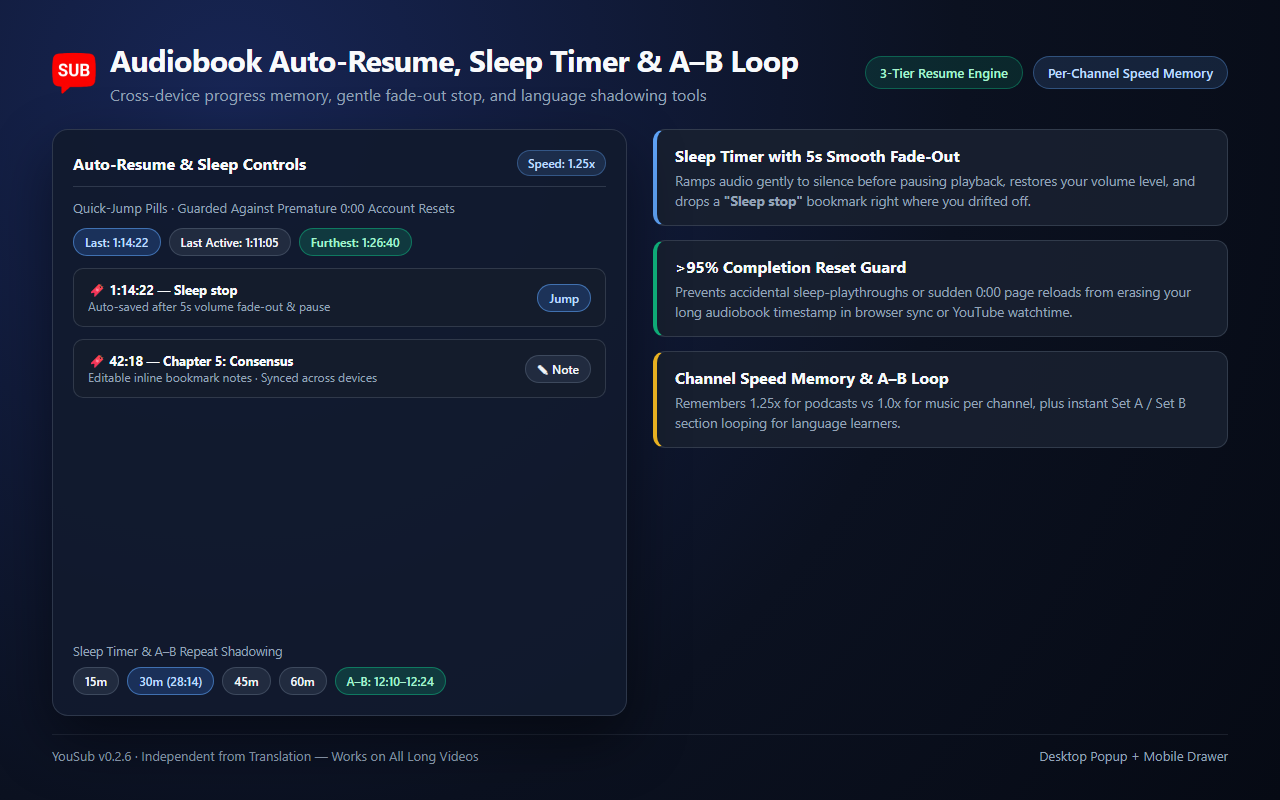 SUB
Audiobook Auto-Resume, Sleep Timer & A–B Loop
Cross-device progress memory, gentle fade-out stop, and language shadowing tools
3-Tier Resume Engine
Per-Channel Speed Memory
Auto-Resume & Sleep Controls
Speed: 1.25x
Quick-Jump Pills · Guarded Against Premature 0:00 Account Resets
Last: 1:14:22
Last Active: 1:11:05
Furthest: 1:26:40
1:14:22 — Sleep stop
Auto-saved after 5s volume fade-out & pause
Jump
42:18 — Chapter 5: Consensus
Editable inline bookmark notes · Synced across devices
✎ Note
Sleep Timer & A–B Repeat Shadowing
15m
30m (28:14)
45m
60m
A–B: 12:10–12:24
Sleep Timer with 5s Smooth Fade-Out
Ramps audio gently to silence before pausing playback, restores your volume level, and
drops a "Sleep stop" bookmark right where you drifted off.
>95% Completion Reset Guard
Prevents accidental sleep-playthroughs or sudden 0:00 page reloads from erasing your
long audiobook timestamp in browser sync or YouTube watchtime.
Channel Speed Memory & A–B Loop
Remembers 1.25x for podcasts vs 1.0x for music per channel, plus instant Set A / Set B
section looping for language learners.
YouSub v0.2.6 · Independent from Translation — Works on All Long Videos
Desktop Popup + Mobile Drawer